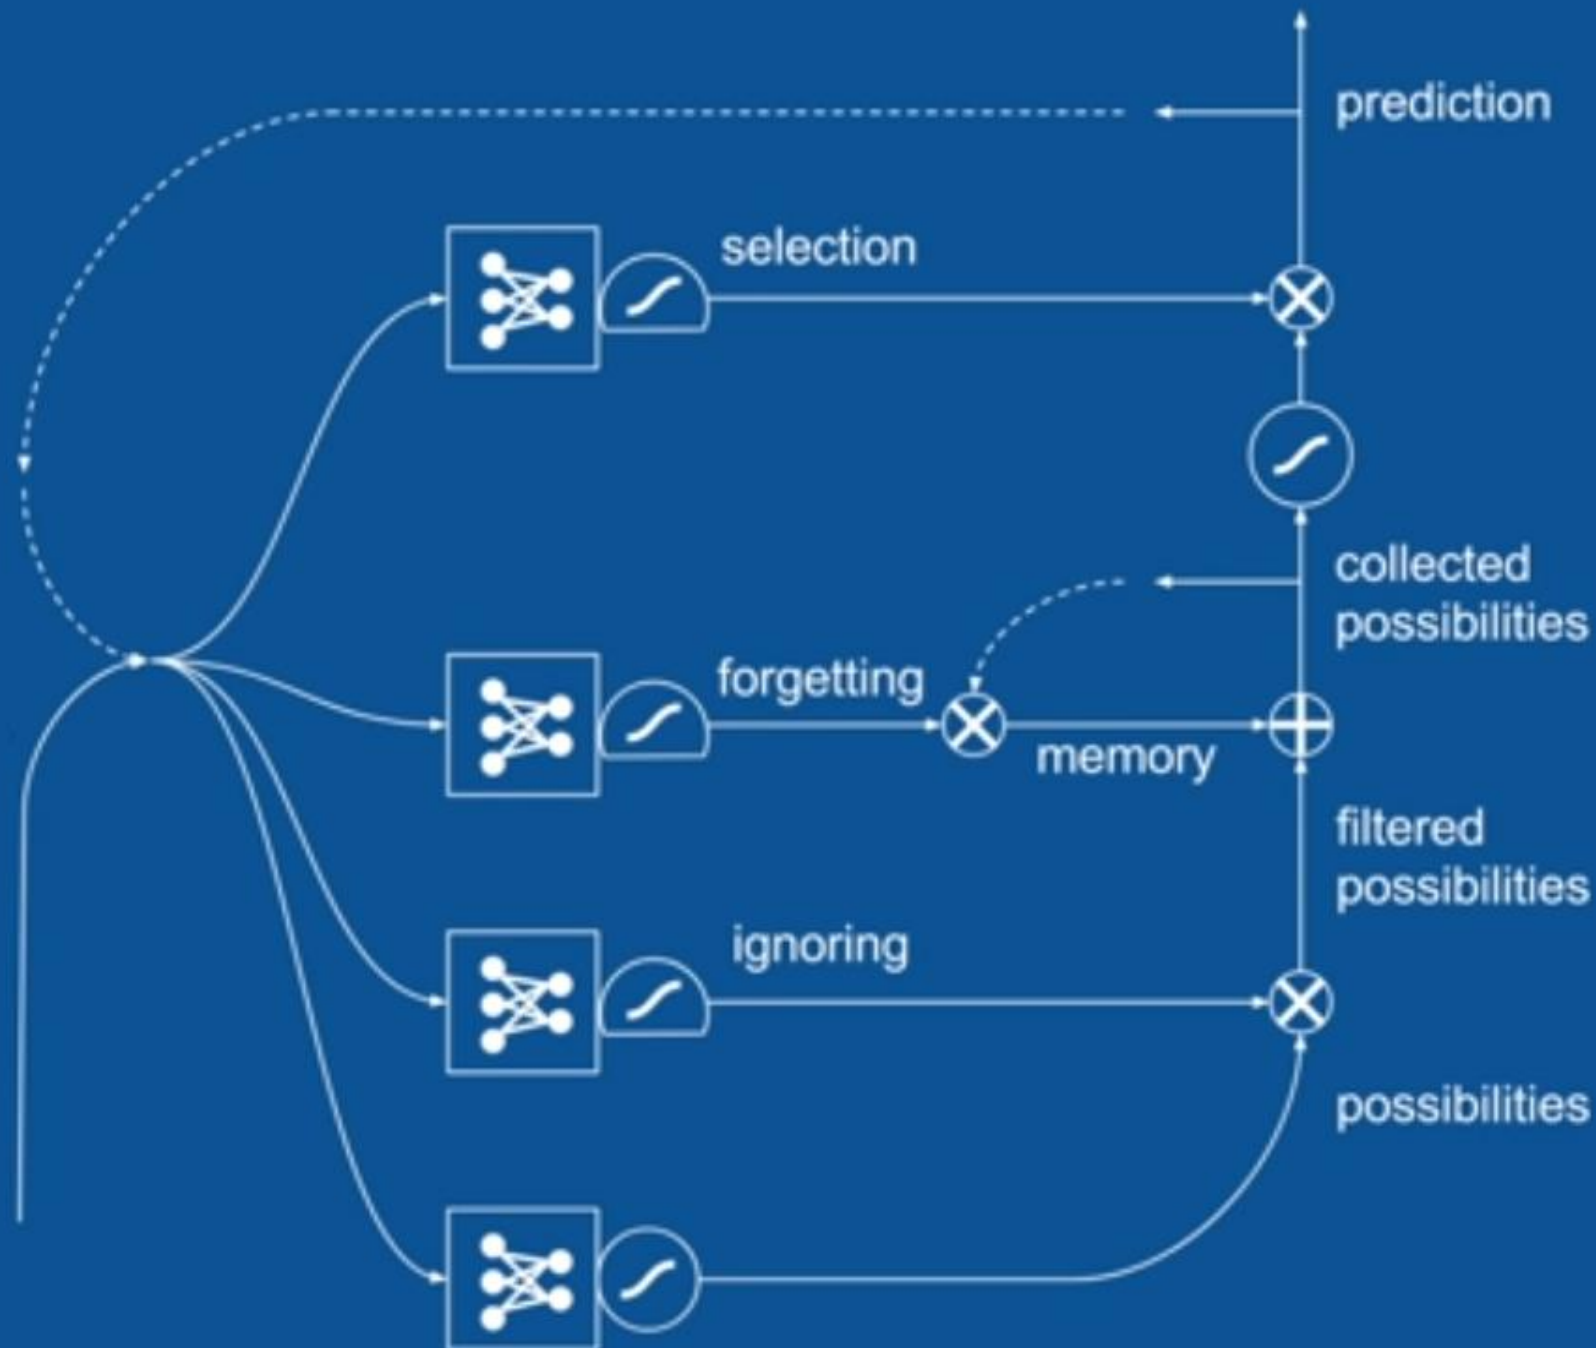 prediction
selection
collected
possibilities
forgetting
memory
filtered
possibilities
ignoring
possibilities